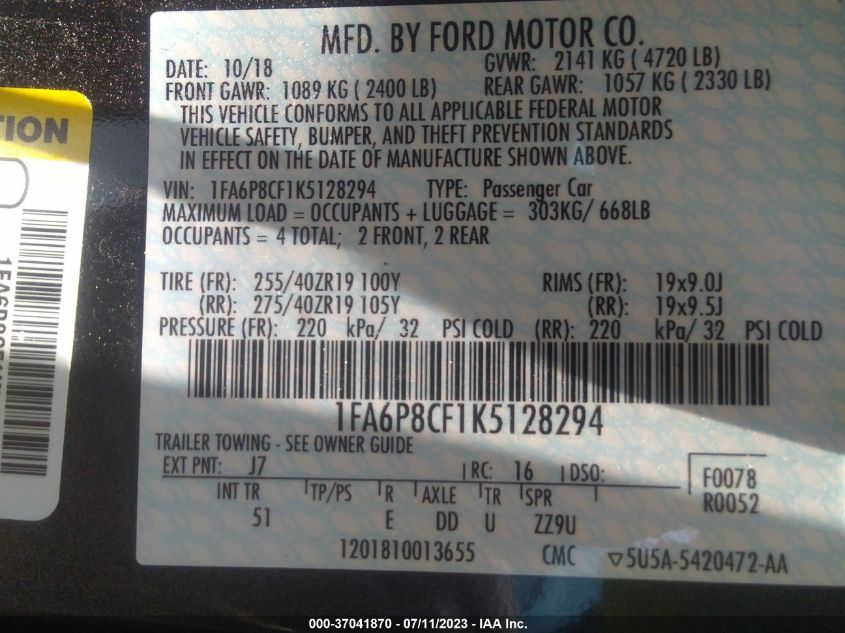 MFD. BY FORD MOTOR CO.
DATE: 10/18 GVWR: 2141 KG ( 4720 LB)
FRONT GAWR: 1089 KG ( 2400 LB) REAR GAWR: 1057 KG ( 2330 LB)
THIS VEHICLE CONFORMS TO ALL APPLICABLE FEDERAL MOTOR
VEHICLE SAFETY, BUMPER, AND THEFT PREVENTION STANDARDS
IN EFFECT ON THE DATE OF MANUFACTURE SHOWN ABOVE.
VIN: 1FA6P8CF1K5128294 TYPE: Passenger Car
MAXIMUM LOAD = OCCUPANTS + LUGGAGE = 303KG/ 668LB
OCCUPANTS = 4 TOTAL; 2 FRONT, 2 REAR
TIRE (FR): 255/40ZR19 100Y RIMS (FR): 19x9.0J
(RR): 275/40ZR19 105Y (RR): 19x9.5J
PRESSURE (FR): 220 kPa/ 32 PSI COLD (RR): 220 kPa/ 32 PSI COLD
1FA6P8CF1K5128294
TRAILER TOWING - SEE OWNER GUIDE
EXT PNT: J7 RC: 16 DSO: F0078
R0052
INT TR TP/PS R AXLE TR SPR
51 E DD U ZZ9U
1201810013655 CMC ▽5U5A-5420472-AA
TION
000-37041870 / 07/11/2023 - IAA Inc.